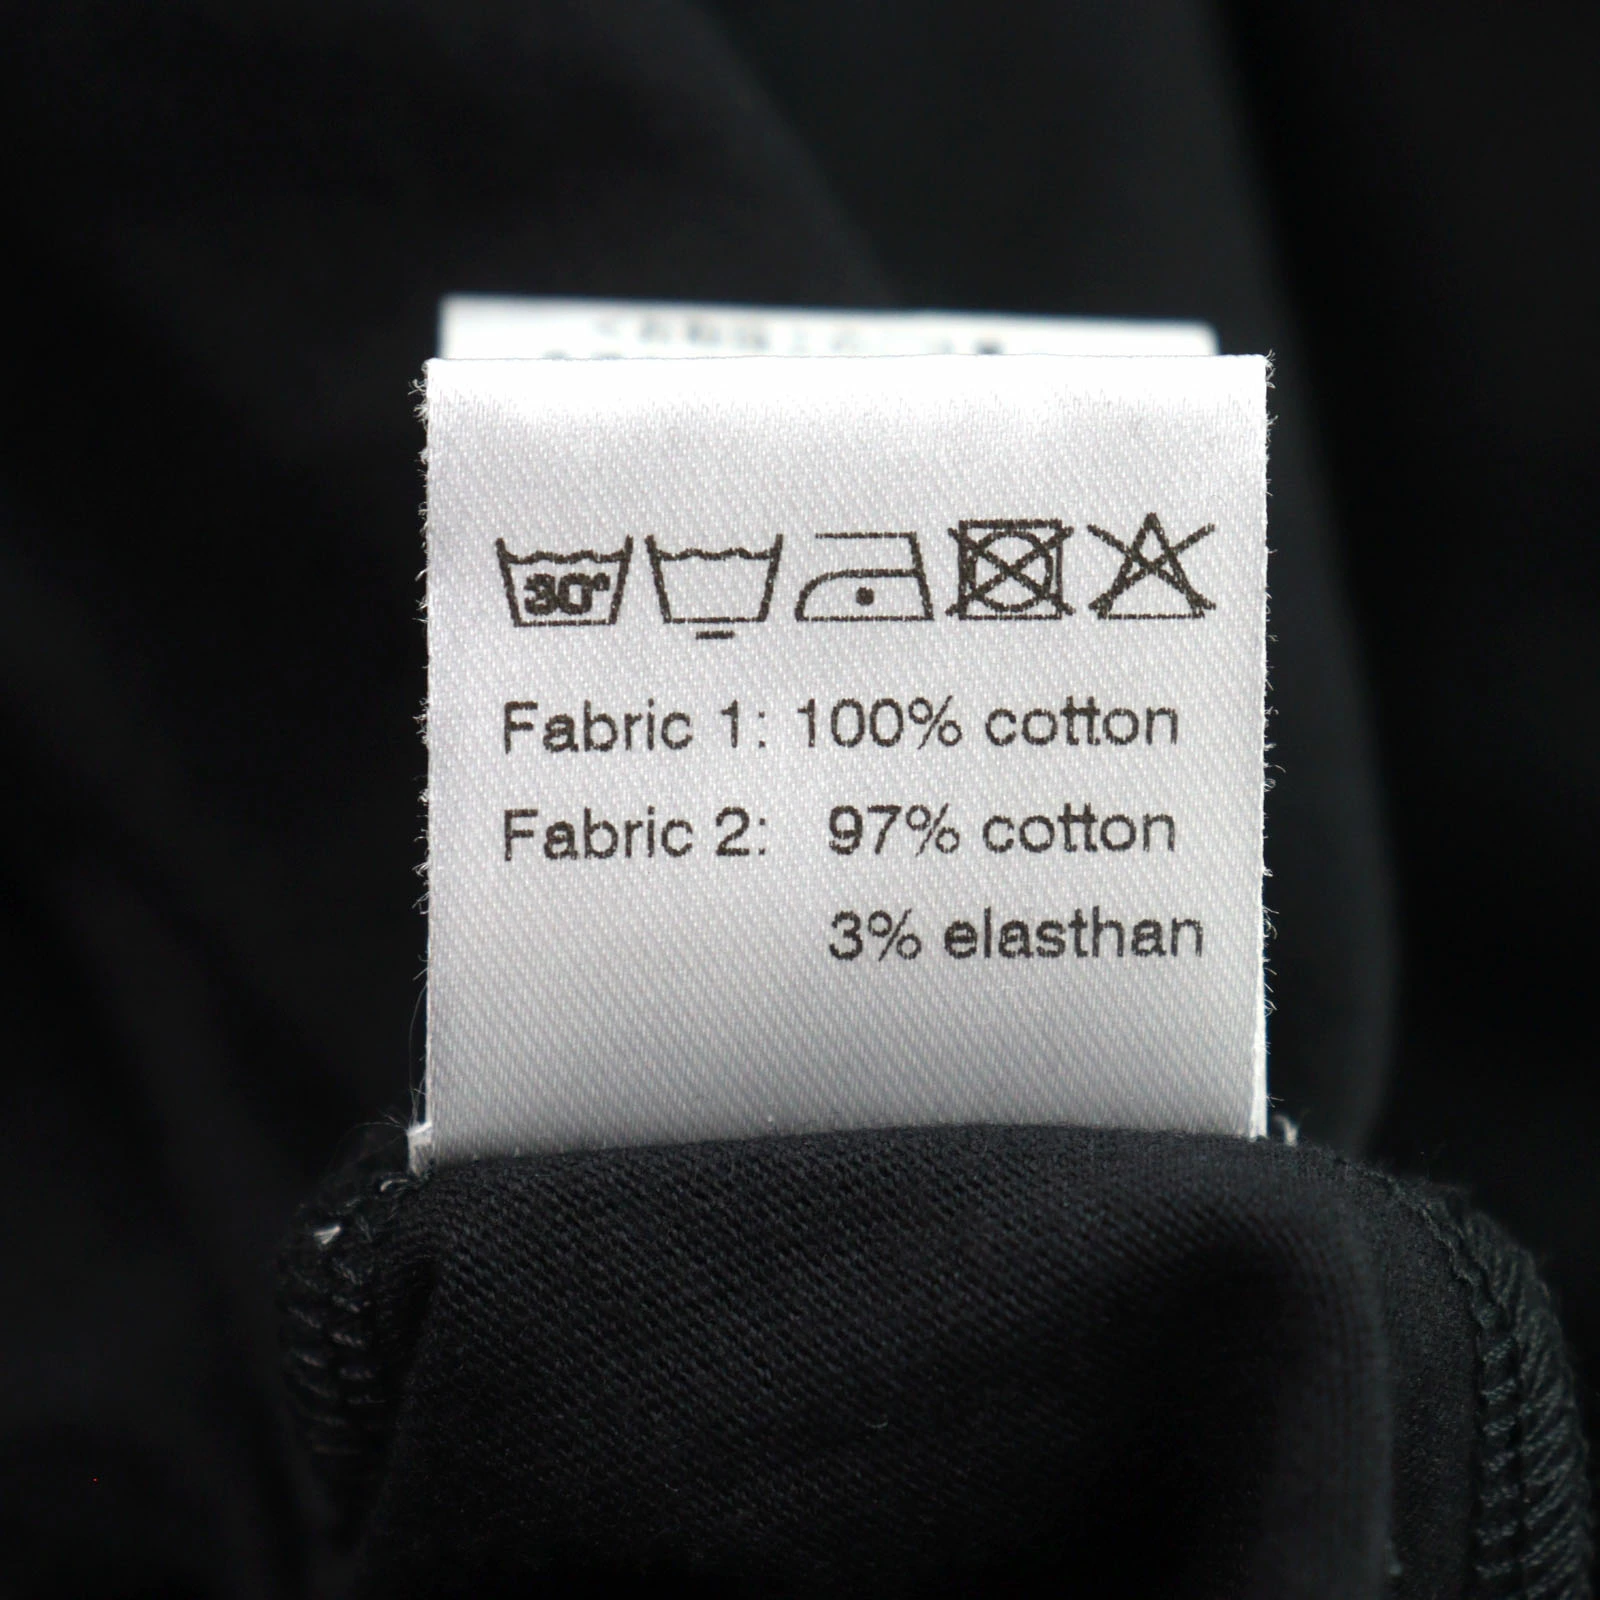 30°
Fabric 1: 100% cotton
Fabric 2: 97% cotton
3% elasthan